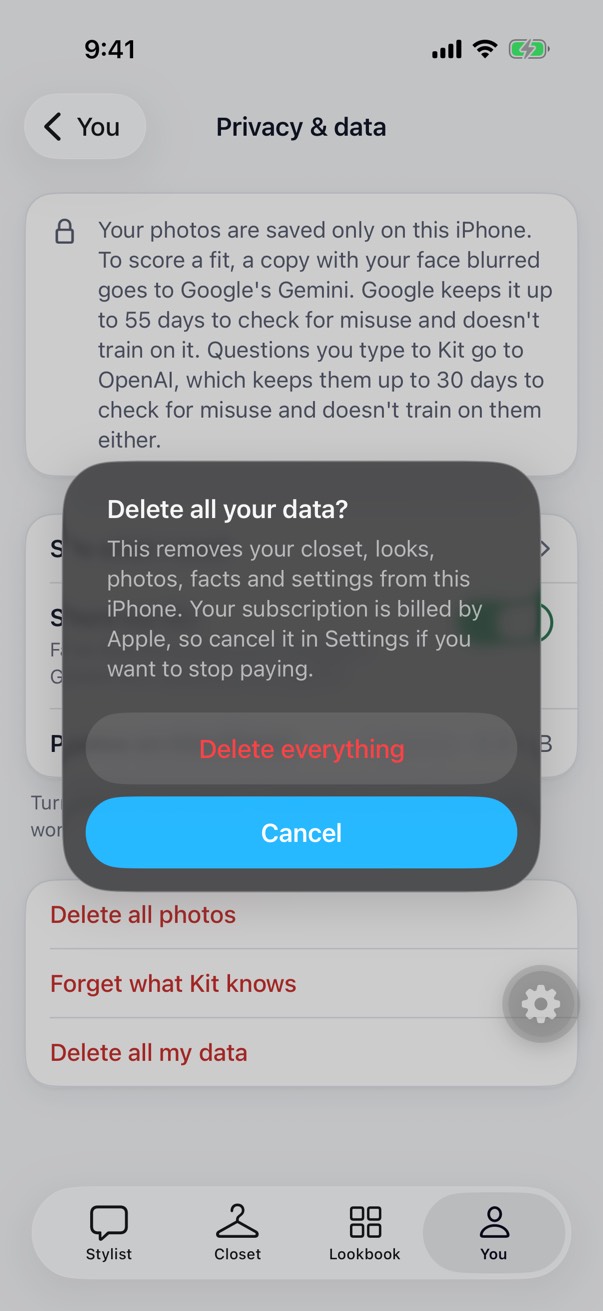 9:41
You
Privacy & data
Your photos are saved only on this iPhone.
To score a fit, a copy with your face blurred
goes to Google's Gemini. Google keeps it up
to 55 days to check for misuse and doesn't
train on it. Questions you type to Kit go to
OpenAI, which keeps them up to 30 days to
check for misuse and doesn't train on them
either.
Delete all your data?
This removes your closet, looks,
photos, facts and settings from this
iPhone. Your subscription is billed by
Apple, so cancel it in Settings if you
want to stop paying.
Delete everything
Cancel
Delete all photos
Forget what Kit knows
Delete all my data
Stylist
Closet
Lookbook
You